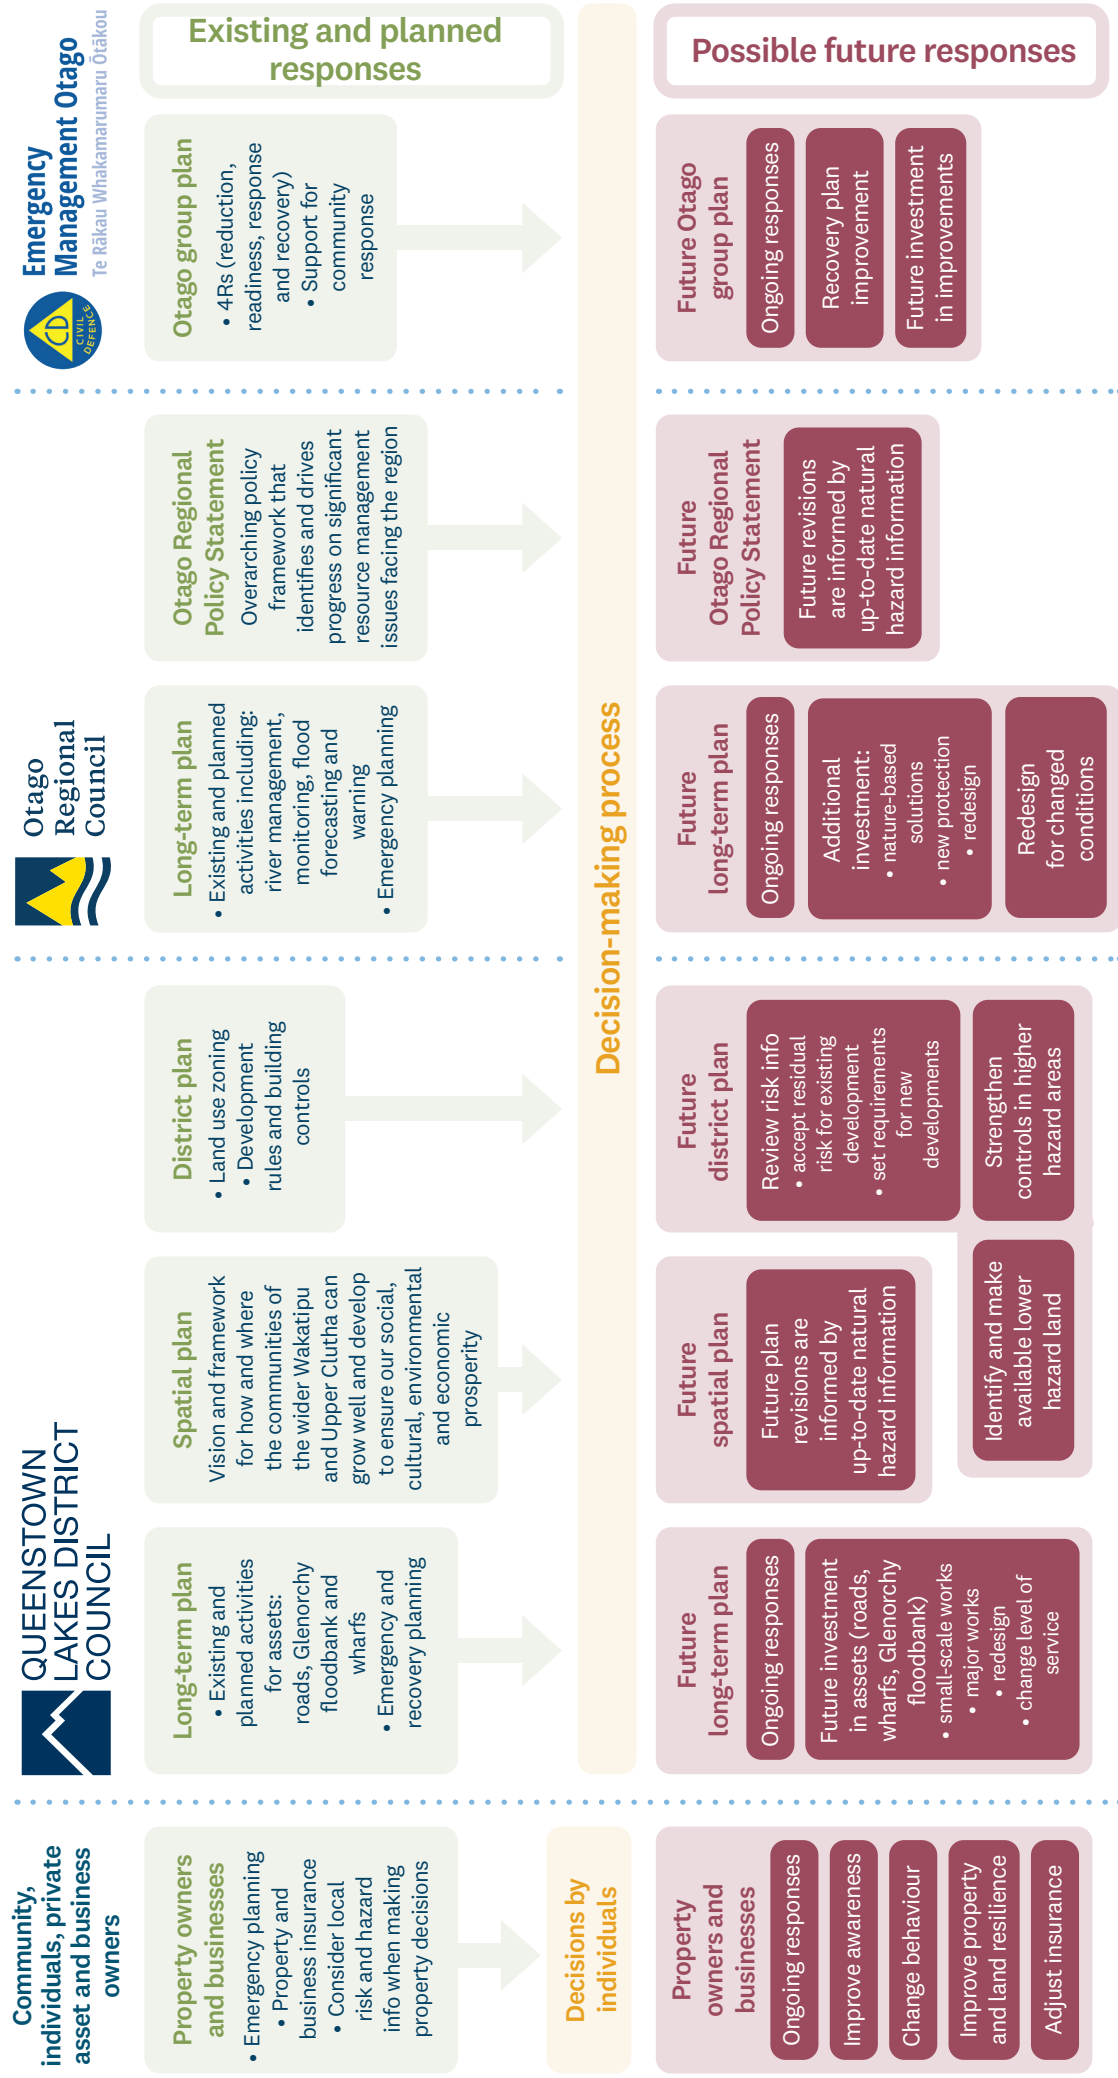 Community,
individuals, private
asset and business
owners
QUEENSTOWN
LAKES DISTRICT
COUNCIL
Otago
Regional
Council
CD
CIVIL
DEFENCE
Emergency
Management Otago
Te Rākau Whakamarumaru Ōtākou
Existing and planned
responses
Property owners
and businesses
• Emergency planning
• Property and
business insurance
• Consider local
risk and hazard
info when making
property decisions
Long-term plan
• Existing and
planned activities
for assets:
roads, Glenorchy
floodbank and
wharfs
• Emergency and
recovery planning
Spatial plan
Vision and framework
for how and where
the communities of
the wider Wakatipu
and Upper Clutha can
grow well and develop
to ensure our social,
cultural, environmental
and economic
prosperity
District plan
• Land use zoning
• Development
rules and building
controls
Long-term plan
• Existing and planned
activities including:
river management,
monitoring, flood
forecasting and
warning
• Emergency planning
Otago Regional
Policy Statement
Overarching policy
framework that
identifies and drives
progress on significant
resource management
issues facing the region
Otago group plan
• 4Rs (reduction,
readiness, response
and recovery)
• Support for
community
response
Decisions by
individuals
Decision-making process
Possible future responses
Property
owners and
businesses
Ongoing responses
Improve awareness
Change behaviour
Improve property
and land resilience
Adjust insurance
Future
long-term plan
Ongoing responses
Future investment
in assets (roads,
wharfs, Glenorchy
floodbank)
• small-scale works
• major works
• redesign
• change level of
service
Future
spatial plan
Future plan
revisions are
informed by
up-to-date natural
hazard information
Identify and make
available lower
hazard land
Future
district plan
Review risk info
• accept residual
risk for existing
development
• set requirements
for new
developments
Strengthen
controls in higher
hazard areas
Future
long-term plan
Ongoing responses
Additional
investment:
• nature-based
solutions
• new protection
• redesign
Redesign
for changed
conditions
Future
Otago Regional
Policy Statement
Future revisions
are informed by
up-to-date natural
hazard information
Future Otago
group plan
Ongoing responses
Recovery plan
improvement
Future investment
in improvements